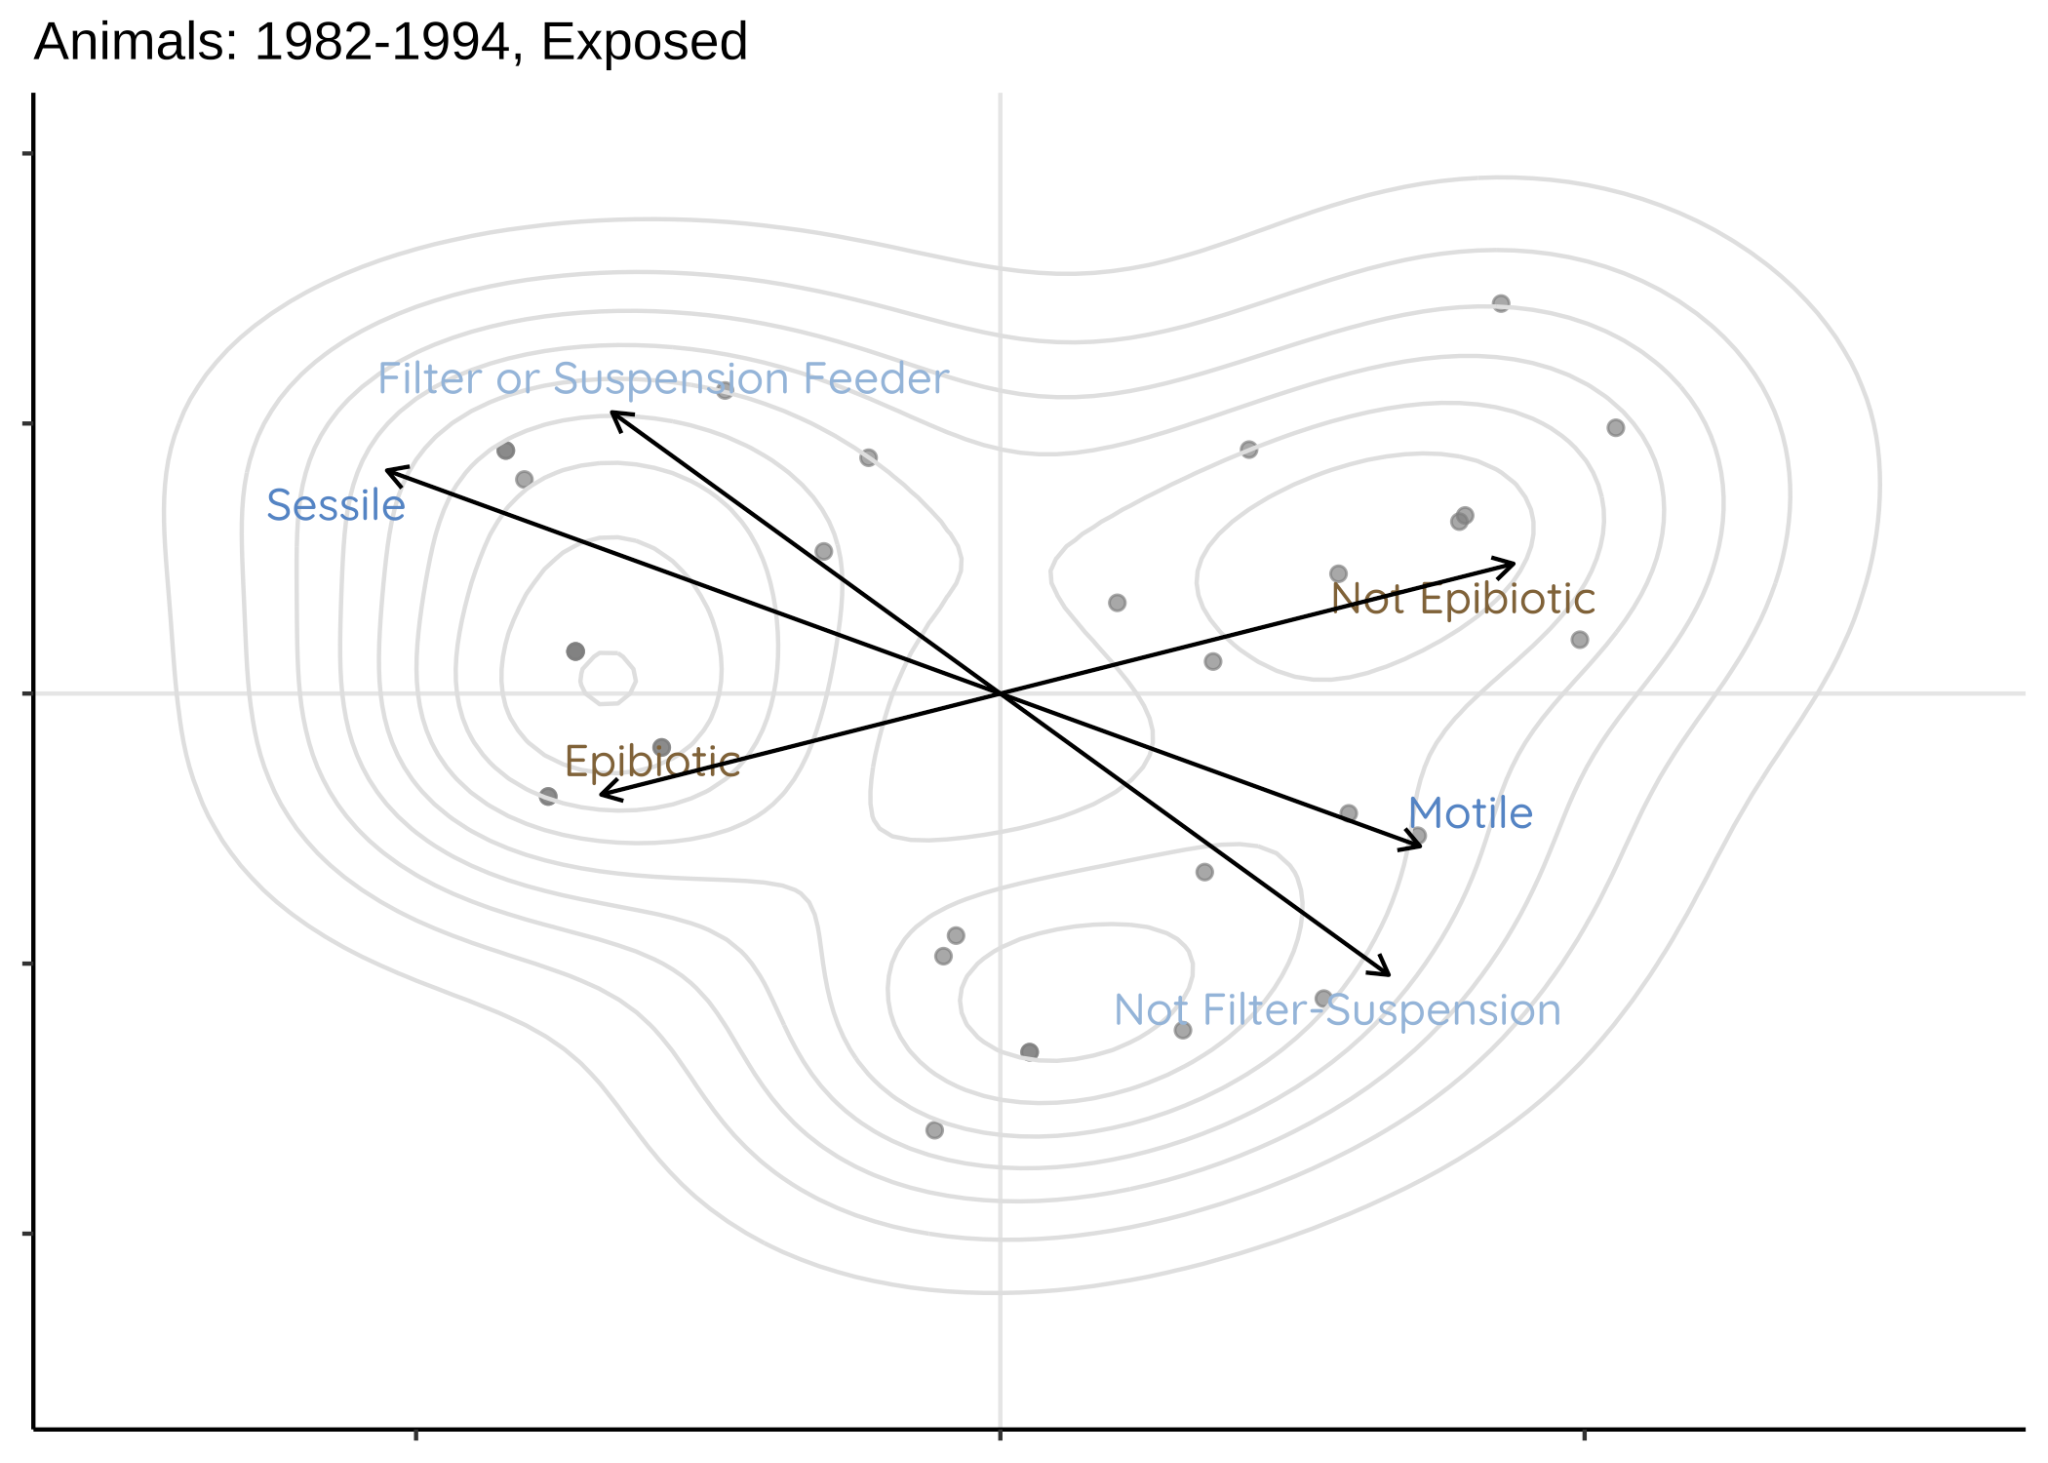 Animals: 1982-1994, Exposed
Filter or Suspension Feeder
Sessile
Not Epibiotic
Epibiotic
Motile
Not Filter-Suspension